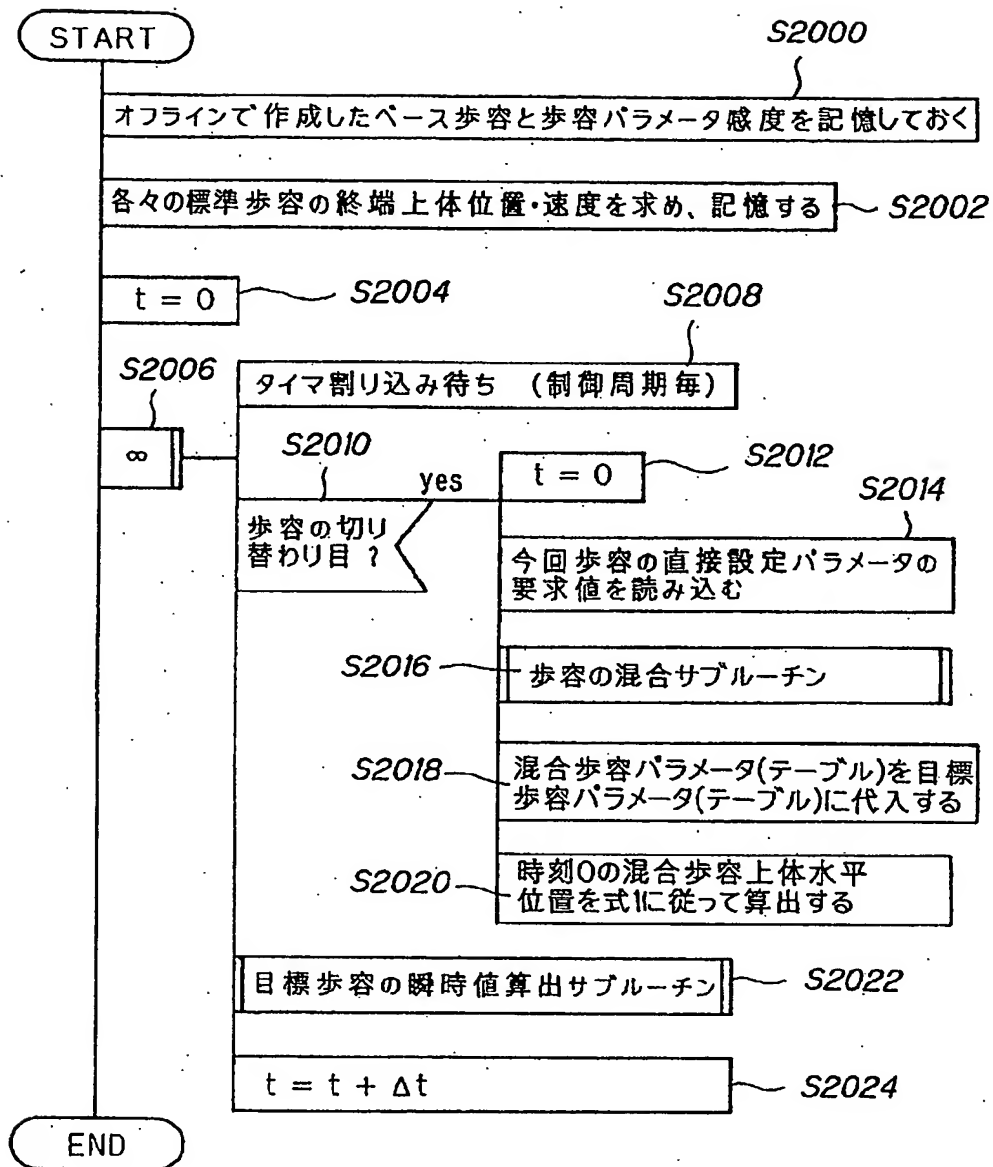 START
S2000
オフラインで作成したベース歩容と歩容パラメータ感度を記憶しておく
各々の標準歩容の終端上体位置・速度を求め、記憶する
S2002
t = 0
S2004
S2006
∞
S2008
タイマ割り込み待ち (制御周期毎)
S2010
歩容の切り
替わり目?
yes
t = 0
S2012
S2014
今回歩容の直接設定パラメータの
要求値を読み込む
S2016
歩容の混合サブルーチン
S2018
混合歩容パラメータ(テーブル)を目標
歩容パラメータ(テーブル)に代入する
S2020
時刻0の混合歩容上体水平
位置を式1に従って算出する
目標歩容の瞬時値算出サブルーチン
S2022
t = t + Δt
S2024
END